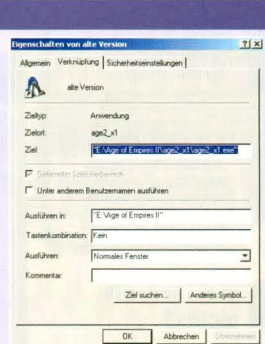 Eigenschaften von alte Version
Allgemein Verknüpfung Sicherheitseinstellungen
alte Version
Zieltyp: Anwendung
Zielort: age2_x1
Ziel: "E:\Age of Empires II\age2_x1\age2_x1.exe"
Getrennter Speicherbereich
Unter anderem Benutzernamen ausführen
Ausführen in: "E:\Age of Empires II"
Tastenkombination: Kein
Ausführen: Normales Fenster
Kommentar:
Ziel suchen... Anderes Symbol...
OK Abbrechen Übernehmen